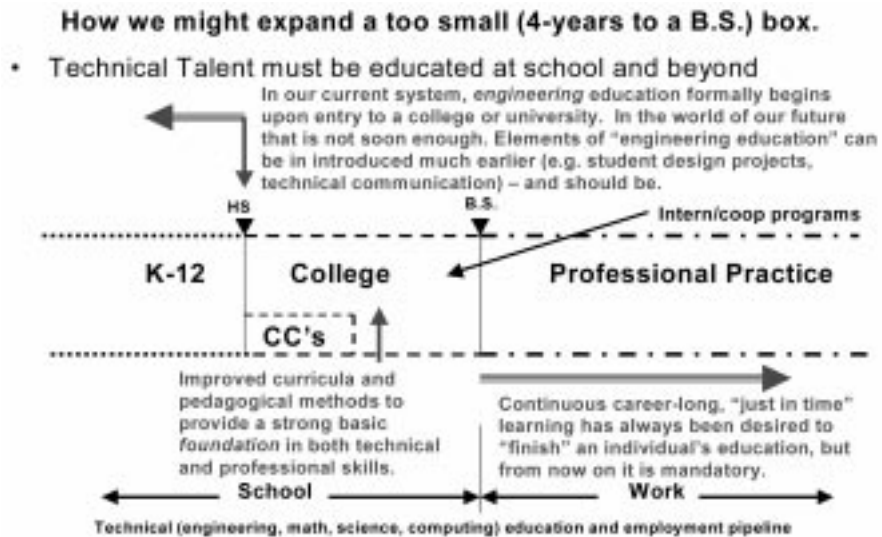 How we might expand a too small (4-years to a B.S.) box.
• Technical Talent must be educated at school and beyond
In our current system, engineering education formally begins
upon entry to a college or university. In the world of our future
that is not soon enough. Elements of “engineering education” can
be in introduced much earlier (e.g. student design projects,
technical communication) – and should be.
HS
B.S.
Intern/coop programs
K-12
College
Professional Practice
CC's
Improved curricula and
pedagogical methods to
provide a strong basic
foundation in both technical
and professional skills.
Continuous career-long, “just in time”
learning has always been desired to
“finish” an individual's education, but
from now on it is mandatory.
School
Work
Technical (engineering, math, science, computing) education and employment pipeline